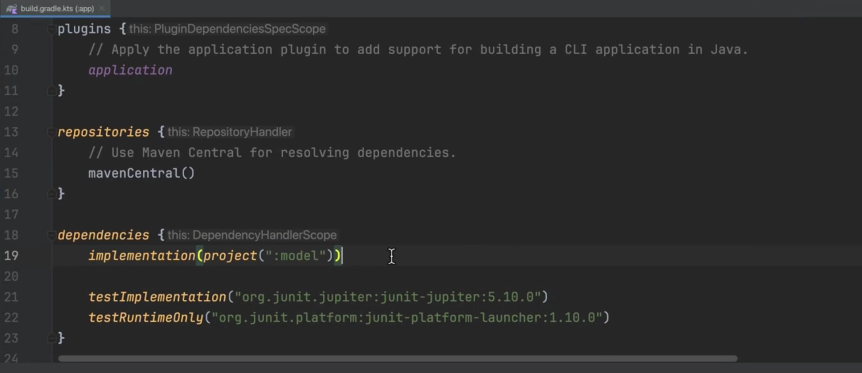 build.gradle.kts (:app)
8 plugins { this: PluginDependenciesSpecScope
9 // Apply the application plugin to add support for building a CLI application in Java.
10 application
11 }
12
13 repositories { this: RepositoryHandler
14 // Use Maven Central for resolving dependencies.
15 mavenCentral()
16 }
17
18 dependencies { this: DependencyHandlerScope
19 implementation(project(":model"))
20
21 testImplementation("org.junit.jupiter:junit-jupiter:5.10.0")
22 testRuntimeOnly("org.junit.platform:junit-platform-launcher:1.10.0")
23 }
24